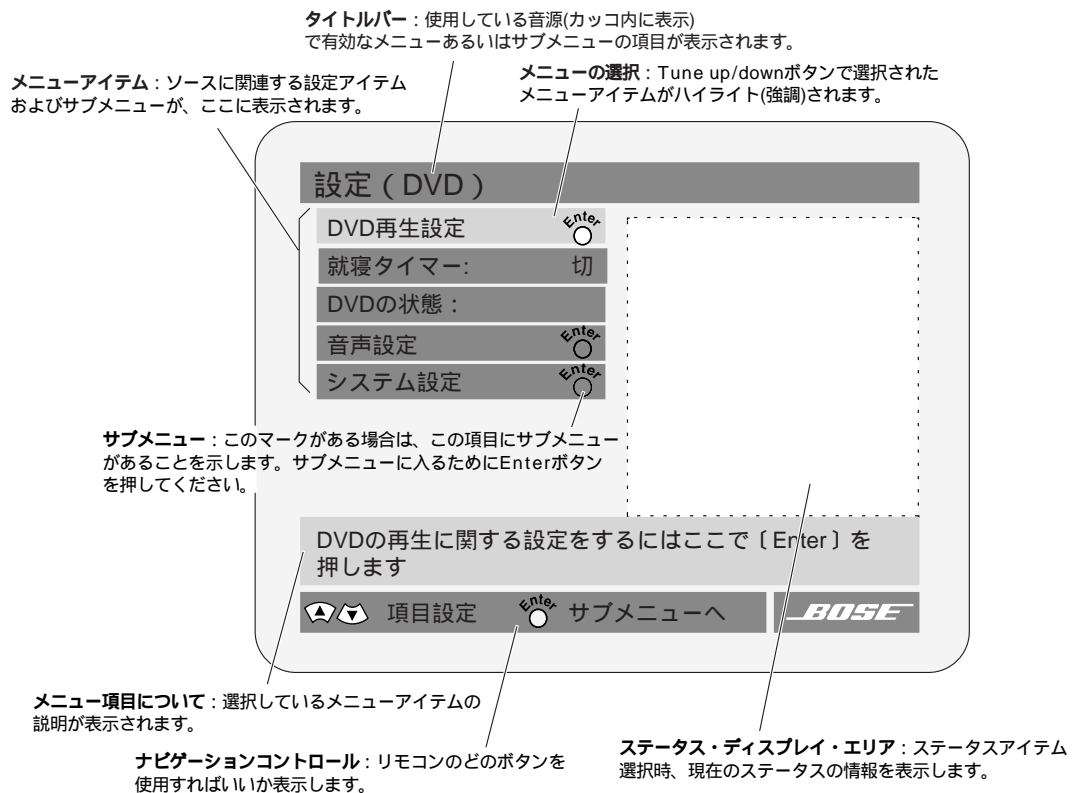 タイトルバー：使用している音源(カッコ内に表示)
で有効なメニューあるいはサブメニューの項目が表示されます。
メニューアイテム：ソースに関連する設定アイテム
およびサブメニューが、ここに表示されます。
メニューの選択：Tune up/downボタンで選択された
メニューアイテムがハイライト(強調)されます。
設定（DVD）
DVD再生設定 Enter
就寝タイマー: 切
DVDの状態：
音声設定 Enter
システム設定 Enter
サブメニュー：このマークがある場合は、この項目にサブメニュー
があることを示します。サブメニューに入るためにEnterボタン
を押してください。
DVDの再生に関する設定をするにはここで〔Enter〕を
押します
項目設定 Enter サブメニューへ BOSE
メニュー項目について：選択しているメニューアイテムの
説明が表示されます。
ナビゲーションコントロール：リモコンのどのボタンを
使用すればいいか表示します。
ステータス・ディスプレイ・エリア：ステータスアイテム
選択時、現在のステータスの情報を表示します。